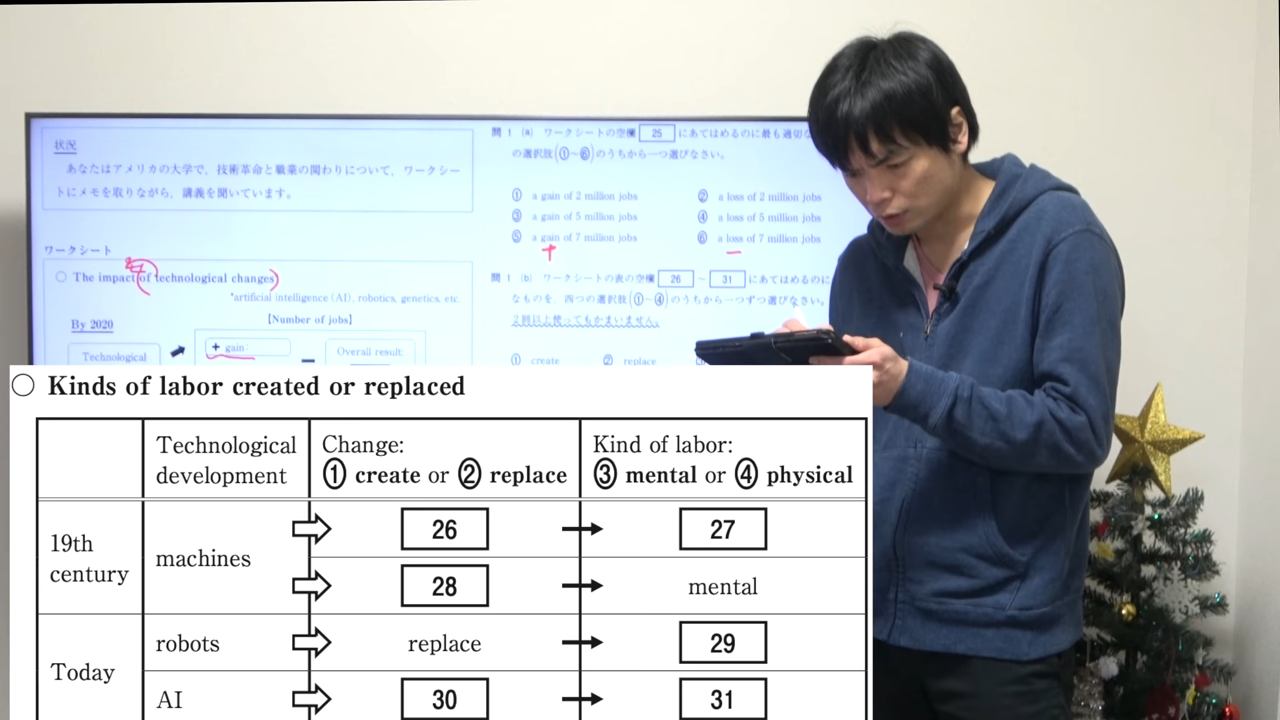 状況
あなたはアメリカの大学で，技術革命と職業の関わりについて，ワークシー
トにメモを取りながら，講義を聞いています。
ワークシート
○ The impact of technological changes
*artificial intelligence (AI), robotics, genetics, etc.
By 2020
【Number of jobs】
Technological
+ gain:
Overall result:
問 1 (a) ワークシートの空欄 25 にあてはめるのに最も適切な
の選択肢(①～⑥)のうちから一つ選びなさい。
① a gain of 2 million jobs
② a loss of 2 million jobs
③ a gain of 5 million jobs
④ a loss of 5 million jobs
⑤ a gain of 7 million jobs
⑥ a loss of 7 million jobs
+
−
問 1 (b) ワークシートの表の空欄 26 ～ 31 にあてはめるのに
なものを，四つの選択肢(①～④)のうちから一つずつ選びなさい。
2回以上使ってもかまいません。
① create
② replace
○ Kinds of labor created or replaced
Technological development
Change: ① create or ② replace
Kind of labor: ③ mental or ④ physical
19th century
machines
26
27
28
mental
Today
robots
replace
29
AI
30
31